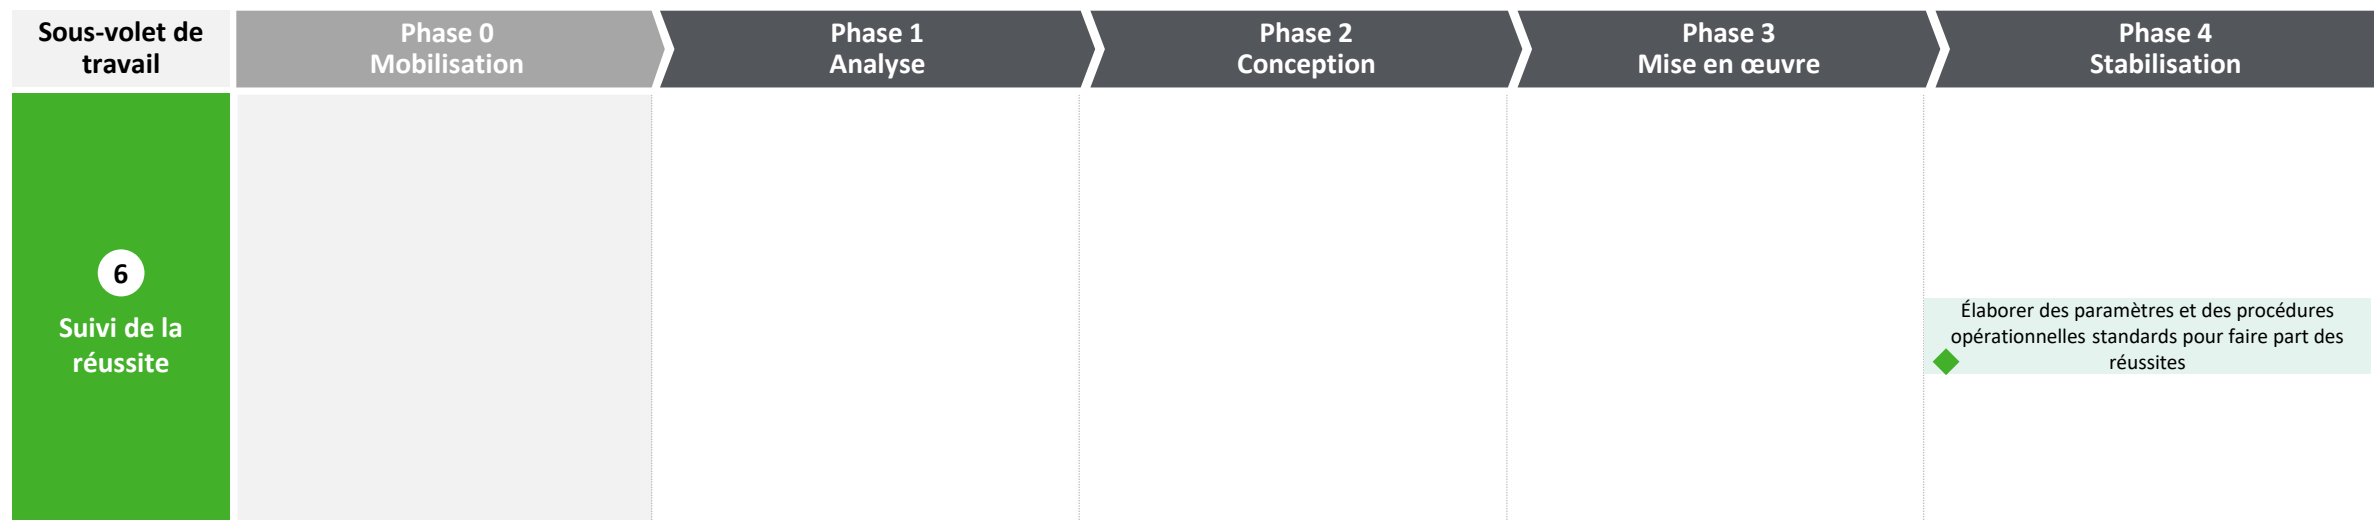 Sous-volet de
travail
Phase 0
Mobilisation
Phase 1
Analyse
Phase 2
Conception
Phase 3
Mise en œuvre
Phase 4
Stabilisation
6
Suivi de la
réussite
Élaborer des paramètres et des procédures
opérationnelles standards pour faire part des
réussites